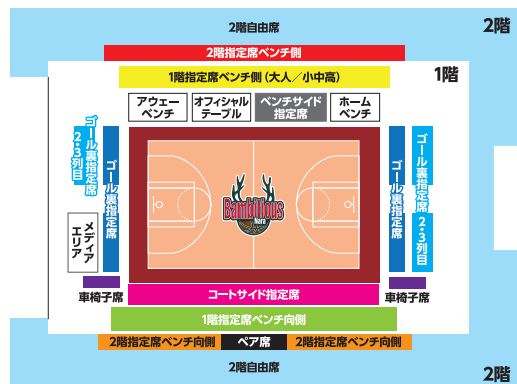 2階自由席
2階
2階指定席ベンチ側
1階指定席ベンチ側(大人/小中高)
1階
アウェー
ベンチ
オフィシャル
テーブル
ベンチサイド
指定席
ホーム
ベンチ
ゴール裏指定席
2・3列目
ゴール裏指定席
メディア
エリア
車椅子席
Bambitious
Nara
ゴール裏指定席
ゴール裏指定席 2・3列目
車椅子席
コートサイド指定席
1階指定席ベンチ向側
2階指定席ベンチ向側
ペア席
2階指定席ベンチ向側
2階自由席
2階